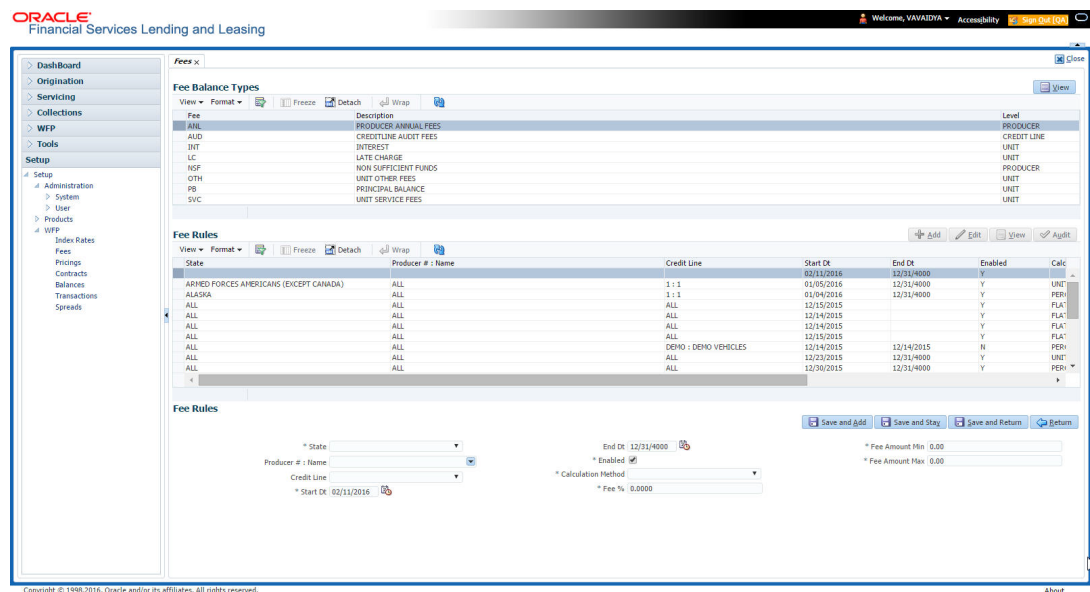 ORACLE
Financial Services Lending and Leasing
Welcome, VAVAIDYA Accessibility Sign Out [QA]
Close
DashBoard
Origination
Servicing
Collections
WFP
Tools
Setup
Setup
Administration
System
User
Products
WFP
Index Rates
Fees
Pricings
Contracts
Balances
Transactions
Spreads
Fees x
Fee Balance Types
View
View Format Freeze Detach Wrap
Fee Description Level
ANL PRODUCER ANNUAL FEES PRODUCER
AUD CREDITLINE AUDIT FEES CREDIT LINE
INT INTEREST UNIT
LC LATE CHARGE UNIT
NSF NON SUFFICIENT FUNDS PRODUCER
OTH UNIT OTHER FEES UNIT
PB PRINCIPAL BALANCE UNIT
SVC UNIT SERVICE FEES UNIT
Fee Rules
Add Edit View Audit
View Format Freeze Detach Wrap
State Producer # : Name Credit Line Start Dt End Dt Enabled Calc
02/11/2016 12/31/4000 Y
ARMED FORCES AMERICANS (EXCEPT CANADA) ALL 1 : 1 01/05/2016 12/31/4000 Y UNI
ALASKA ALL 1 : 1 01/04/2016 12/31/4000 Y PER
ALL ALL ALL 12/15/2015 Y FLAT
ALL ALL ALL 12/14/2015 Y FLAT
ALL ALL ALL 12/14/2015 Y FLAT
ALL ALL ALL 12/15/2015 Y FLAT
ALL ALL DEMO : DEMO VEHICLES 12/14/2015 12/14/2015 N PER
ALL ALL ALL 12/23/2015 12/31/4000 Y UNIT
ALL ALL ALL 12/30/2015 12/31/4000 Y PER
Fee Rules
Save and Add Save and Stay Save and Return Return
* State
Producer # : Name
Credit Line
* Start Dt 02/11/2016
End Dt 12/31/4000
* Enabled
* Calculation Method
* Fee % 0.0000
* Fee Amount Min 0.00
* Fee Amount Max 0.00
Copyright © 1998,2016, Oracle and/or its affiliates. All rights reserved.
About